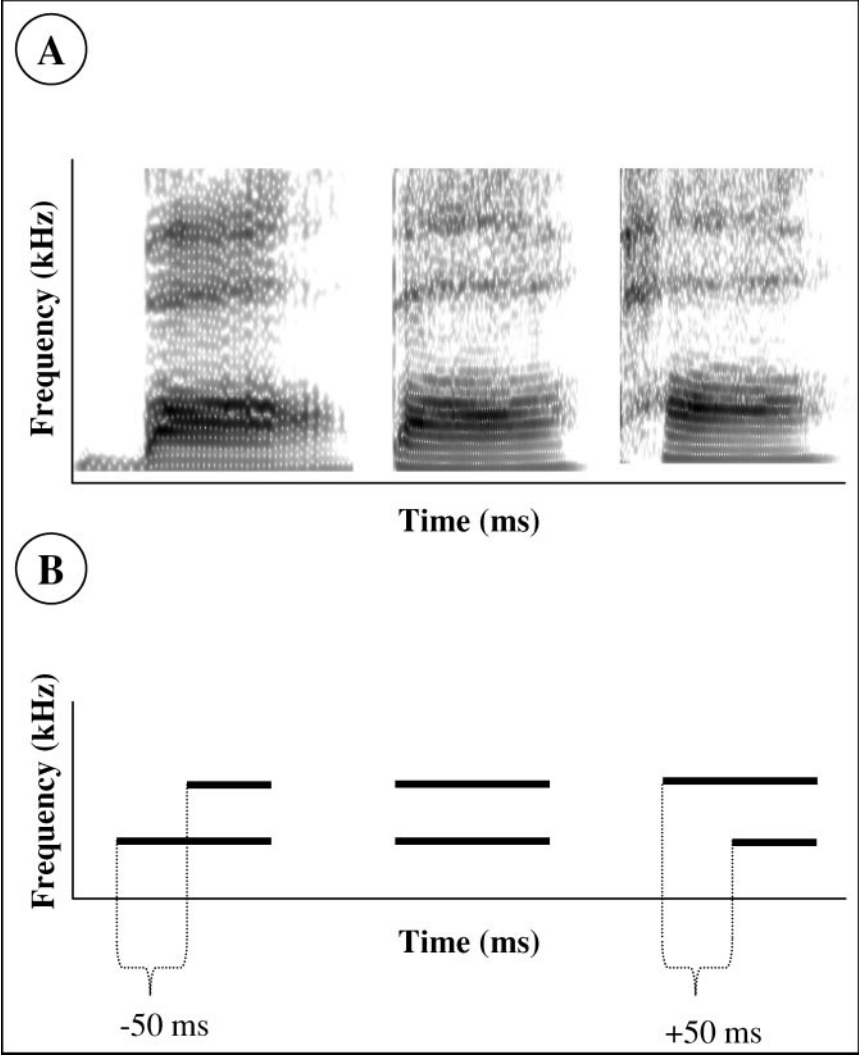 A
Frequency (kHz)
Time (ms)
B
Frequency (kHz)
Time (ms)
-50 ms
+50 ms